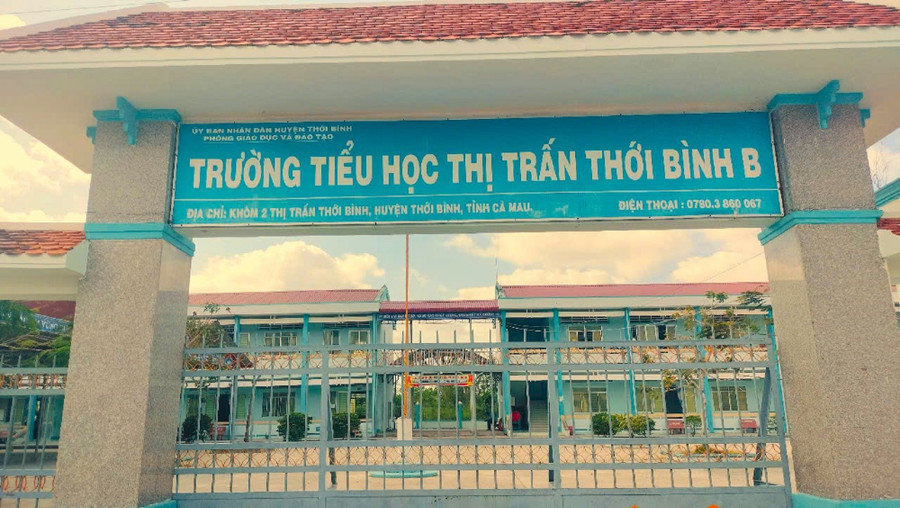 ỦY BAN NHÂN DÂN HUYỆN THỚI BÌNH
PHÒNG GIÁO DỤC VÀ ĐÀO TẠO
TRƯỜNG TIỂU HỌC THỊ TRẤN THỚI BÌNH B
ĐỊA CHỈ: KHÓM 2 THỊ TRẤN THỚI BÌNH, HUYỆN THỚI BÌNH, TỈNH CÀ MAU.
ĐIỆN THOẠI : 0780.3 860 067